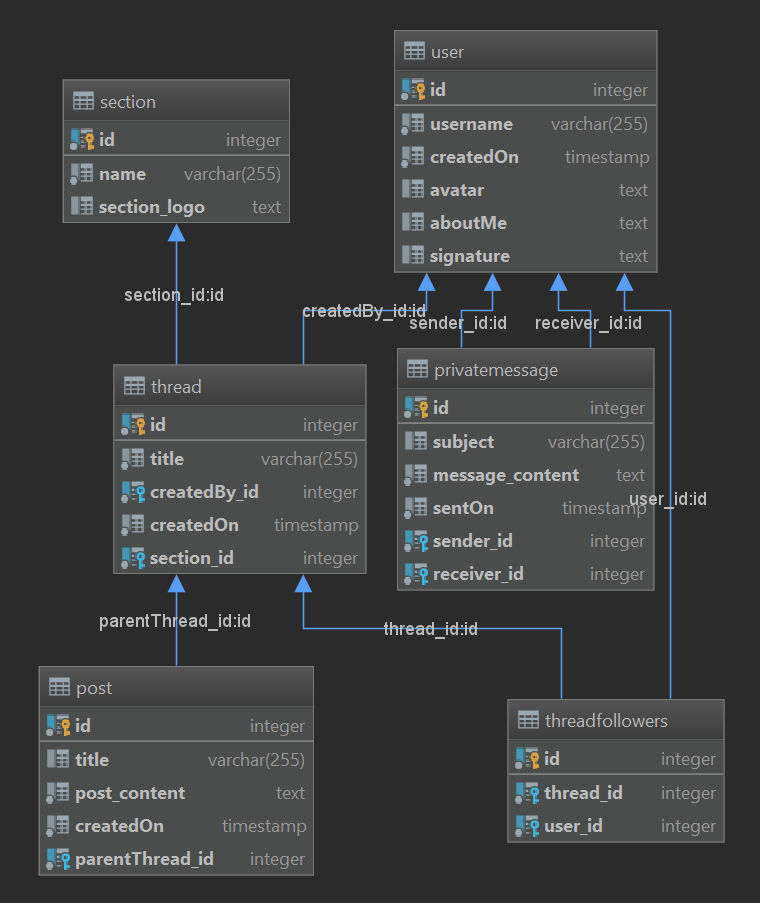 user
id integer
username varchar(255)
createdOn timestamp
avatar text
aboutMe text
signature text
section
id integer
name varchar(255)
section_logo text
section_id:id
createdBy_id:id
sender_id:id
receiver_id:id
thread
id integer
title varchar(255)
createdBy_id integer
createdOn timestamp
section_id integer
privatemessage
id integer
subject varchar(255)
message_content text
sentOn timestamp
sender_id integer
receiver_id integer
user_id:id
parentThread_id:id
thread_id:id
post
id integer
title varchar(255)
post_content text
createdOn timestamp
parentThread_id integer
threadfollowers
id integer
thread_id integer
user_id integer